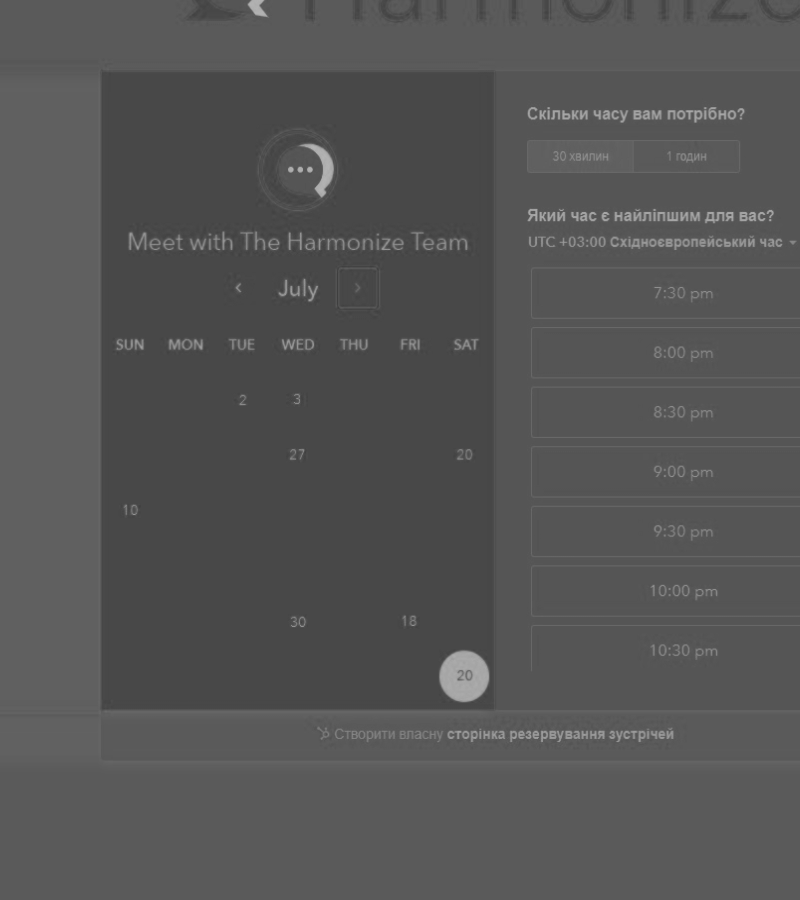 Harmonize
Meet with The Harmonize Team
‹ July ›
SUN MON TUE WED THU FRI SAT
2 3
27 20
10
30 18
20
Скільки часу вам потрібно?
30 хвилин 1 годин
Який час є найліпшим для вас?
UTC +03:00 Східноєвропейський час
7:30 pm
8:00 pm
8:30 pm
9:00 pm
9:30 pm
10:00 pm
10:30 pm
Створити власну сторінка резервування зустрічей